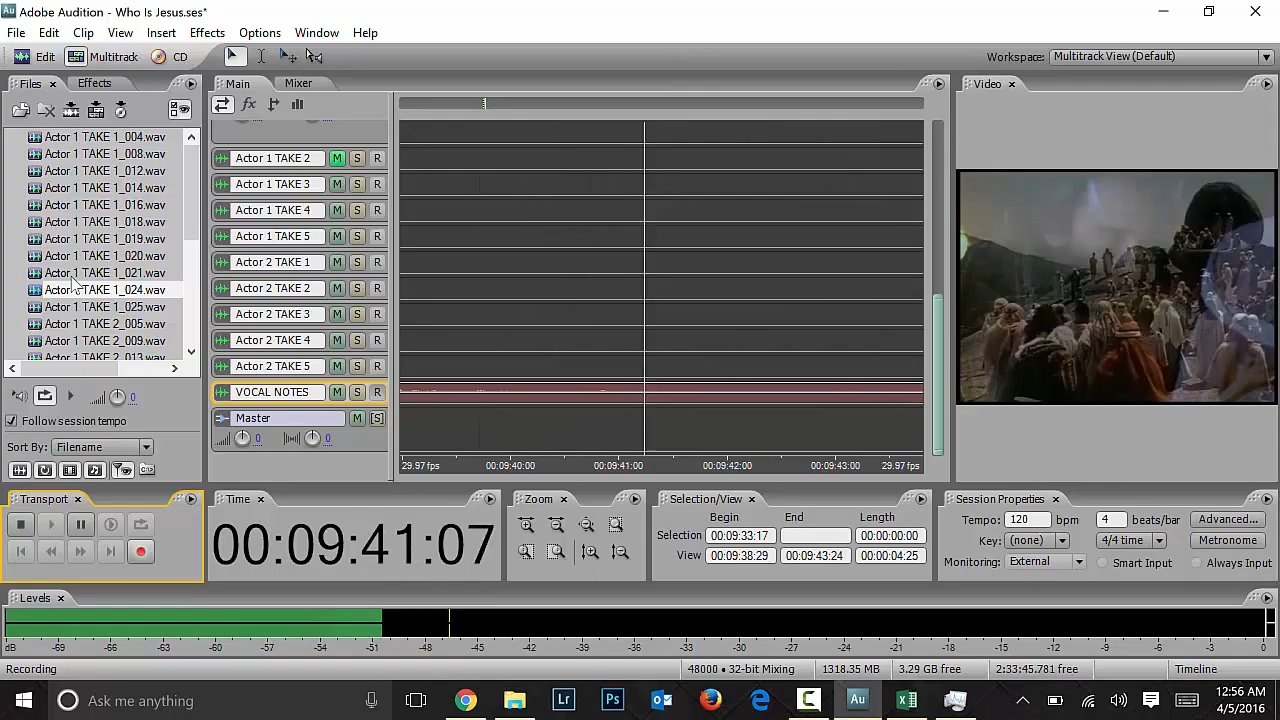 Au Adobe Audition - Who Is Jesus.ses*
File Edit Clip View Insert Effects Options Window Help
Edit Multitrack CD Workspace: Multitrack View (Default)
Files Effects Main Mixer Video
fx
Actor 1 TAKE 1_004.wav
Actor 1 TAKE 1_008.wav
Actor 1 TAKE 1_012.wav
Actor 1 TAKE 1_014.wav
Actor 1 TAKE 1_016.wav
Actor 1 TAKE 1_018.wav
Actor 1 TAKE 1_019.wav
Actor 1 TAKE 1_020.wav
Actor 1 TAKE 1_021.wav
Actor 1 TAKE 1_024.wav
Actor 1 TAKE 1_025.wav
Actor 1 TAKE 2_005.wav
Actor 1 TAKE 2_009.wav
Actor 1 TAKE 2_013.wav
0
Follow session tempo
Sort By: Filename
Actor 1 TAKE 2 M S R
Actor 1 TAKE 3 M S R
Actor 1 TAKE 4 M S R
Actor 1 TAKE 5 M S R
Actor 2 TAKE 1 M S R
Actor 2 TAKE 2 M S R
Actor 2 TAKE 3 M S R
Actor 2 TAKE 4 M S R
Actor 2 TAKE 5 M S R
VOCAL NOTES M S R
Master M [S]
0 0
29.97 fps 00:09:40:00 00:09:41:00 00:09:42:00 00:09:43:00 29.97 fps
Transport Time Zoom Selection/View Session Properties
00:09:41:07
Begin End Length
Selection 00:09:33:17 00:00:00:00
View 00:09:38:29 00:09:43:24 00:00:04:25
Tempo: 120 bpm 4 beats/bar Advanced...
Key: (none) 4/4 time Metronome
Monitoring: External Smart Input Always Input
Levels
dB -69 -66 -63 -60 -57 -54 -51 -48 -45 -42 -39 -36 -33 -30 -27 -24 -21 -18 -15 -12 -9 -6 -3 0
Recording 48000 • 32-bit Mixing 1318.35 MB 3.29 GB free 2:33:45.781 free Timeline
Ask me anything Lr Ps Au 12:56 AM
4/5/2016